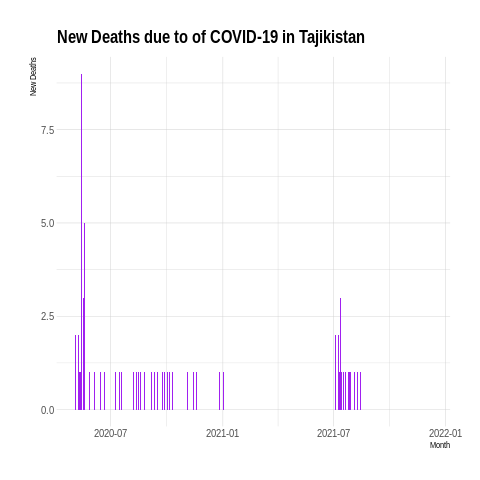 New Deaths due to of COVID-19 in Tajikistan
New Deaths
7.5
5.0
2.5
0.0
2020-07
2021-01
2021-07
2022-01
Month